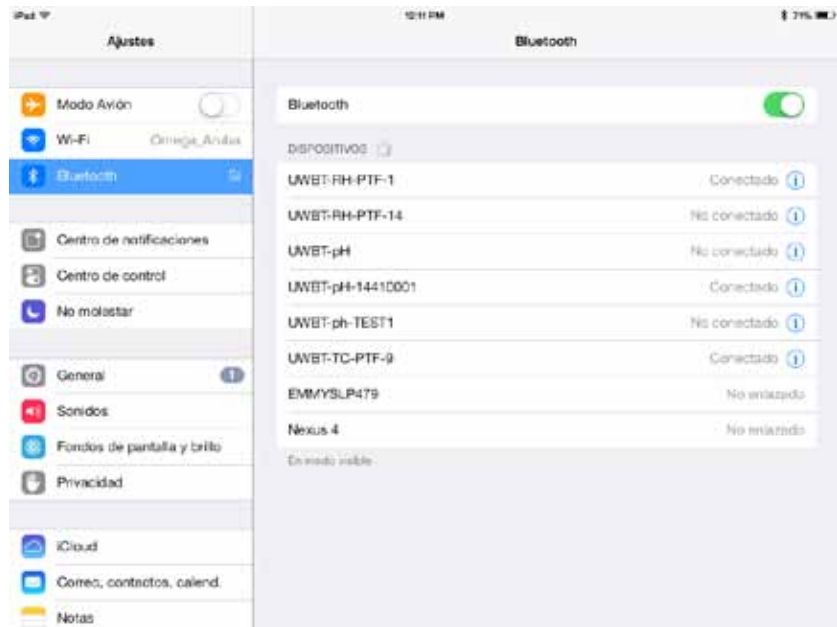 iPad
12:11 PM
71%
Ajustes
Bluetooth
Modo Avión
Wi-Fi
Omega_Aruba
Bluetooth
Sí
Centro de notificaciones
Centro de control
No molestar
General
1
Sonidos
Fondos de pantalla y brillo
Privacidad
iCloud
Correo, contactos, calend.
Notas
Bluetooth
DISPOSITIVOS
UWBT-RH-PTF-1 Conectado
UWBT-RH-PTF-14 No conectado
UWBT-pH No conectado
UWBT-pH-14410001 Conectado
UWBT-ph-TEST1 No conectado
UWBT-TC-PTF-9 Conectado
EMMYSLP479 No enlazado
Nexus 4 No enlazado
En modo visible